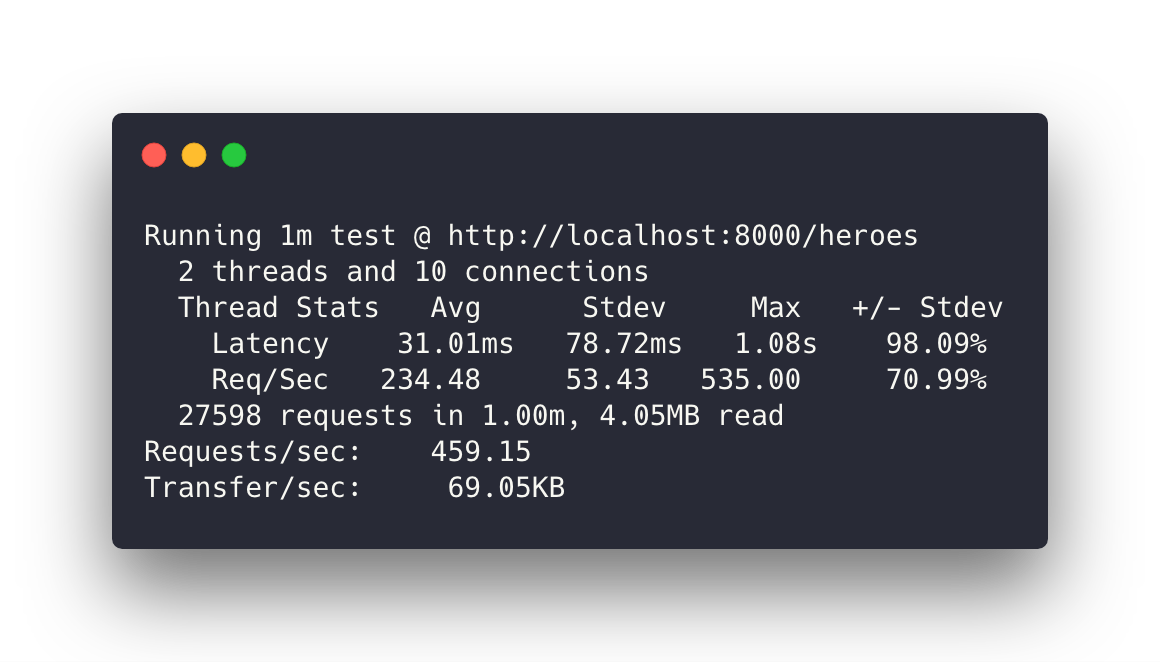 Running 1m test @ http://localhost:8000/heroes
  2 threads and 10 connections
  Thread Stats   Avg      Stdev     Max   +/- Stdev
    Latency    31.01ms   78.72ms   1.08s    98.09%
    Req/Sec   234.48     53.43   535.00     70.99%
  27598 requests in 1.00m, 4.05MB read
Requests/sec:    459.15
Transfer/sec:     69.05KB